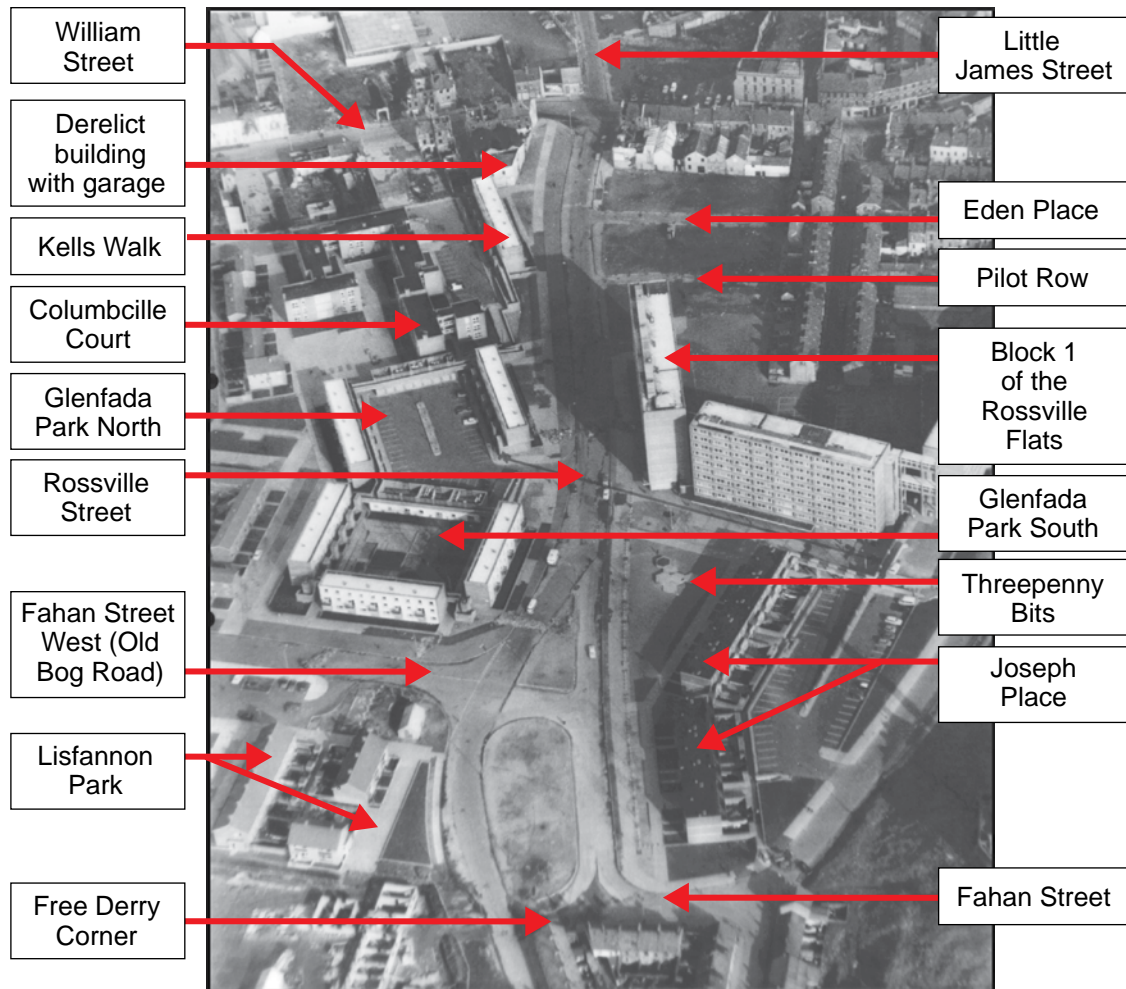 William
Street
Derelict
building
with garage
Kells Walk
Columbcille
Court
Glenfada
Park North
Rossville
Street
Fahan Street
West (Old
Bog Road)
Lisfannon
Park
Free Derry
Corner
Little
James Street
Eden Place
Pilot Row
Block 1
of the
Rossville
Flats
Glenfada
Park South
Threepenny
Bits
Joseph
Place
Fahan Street